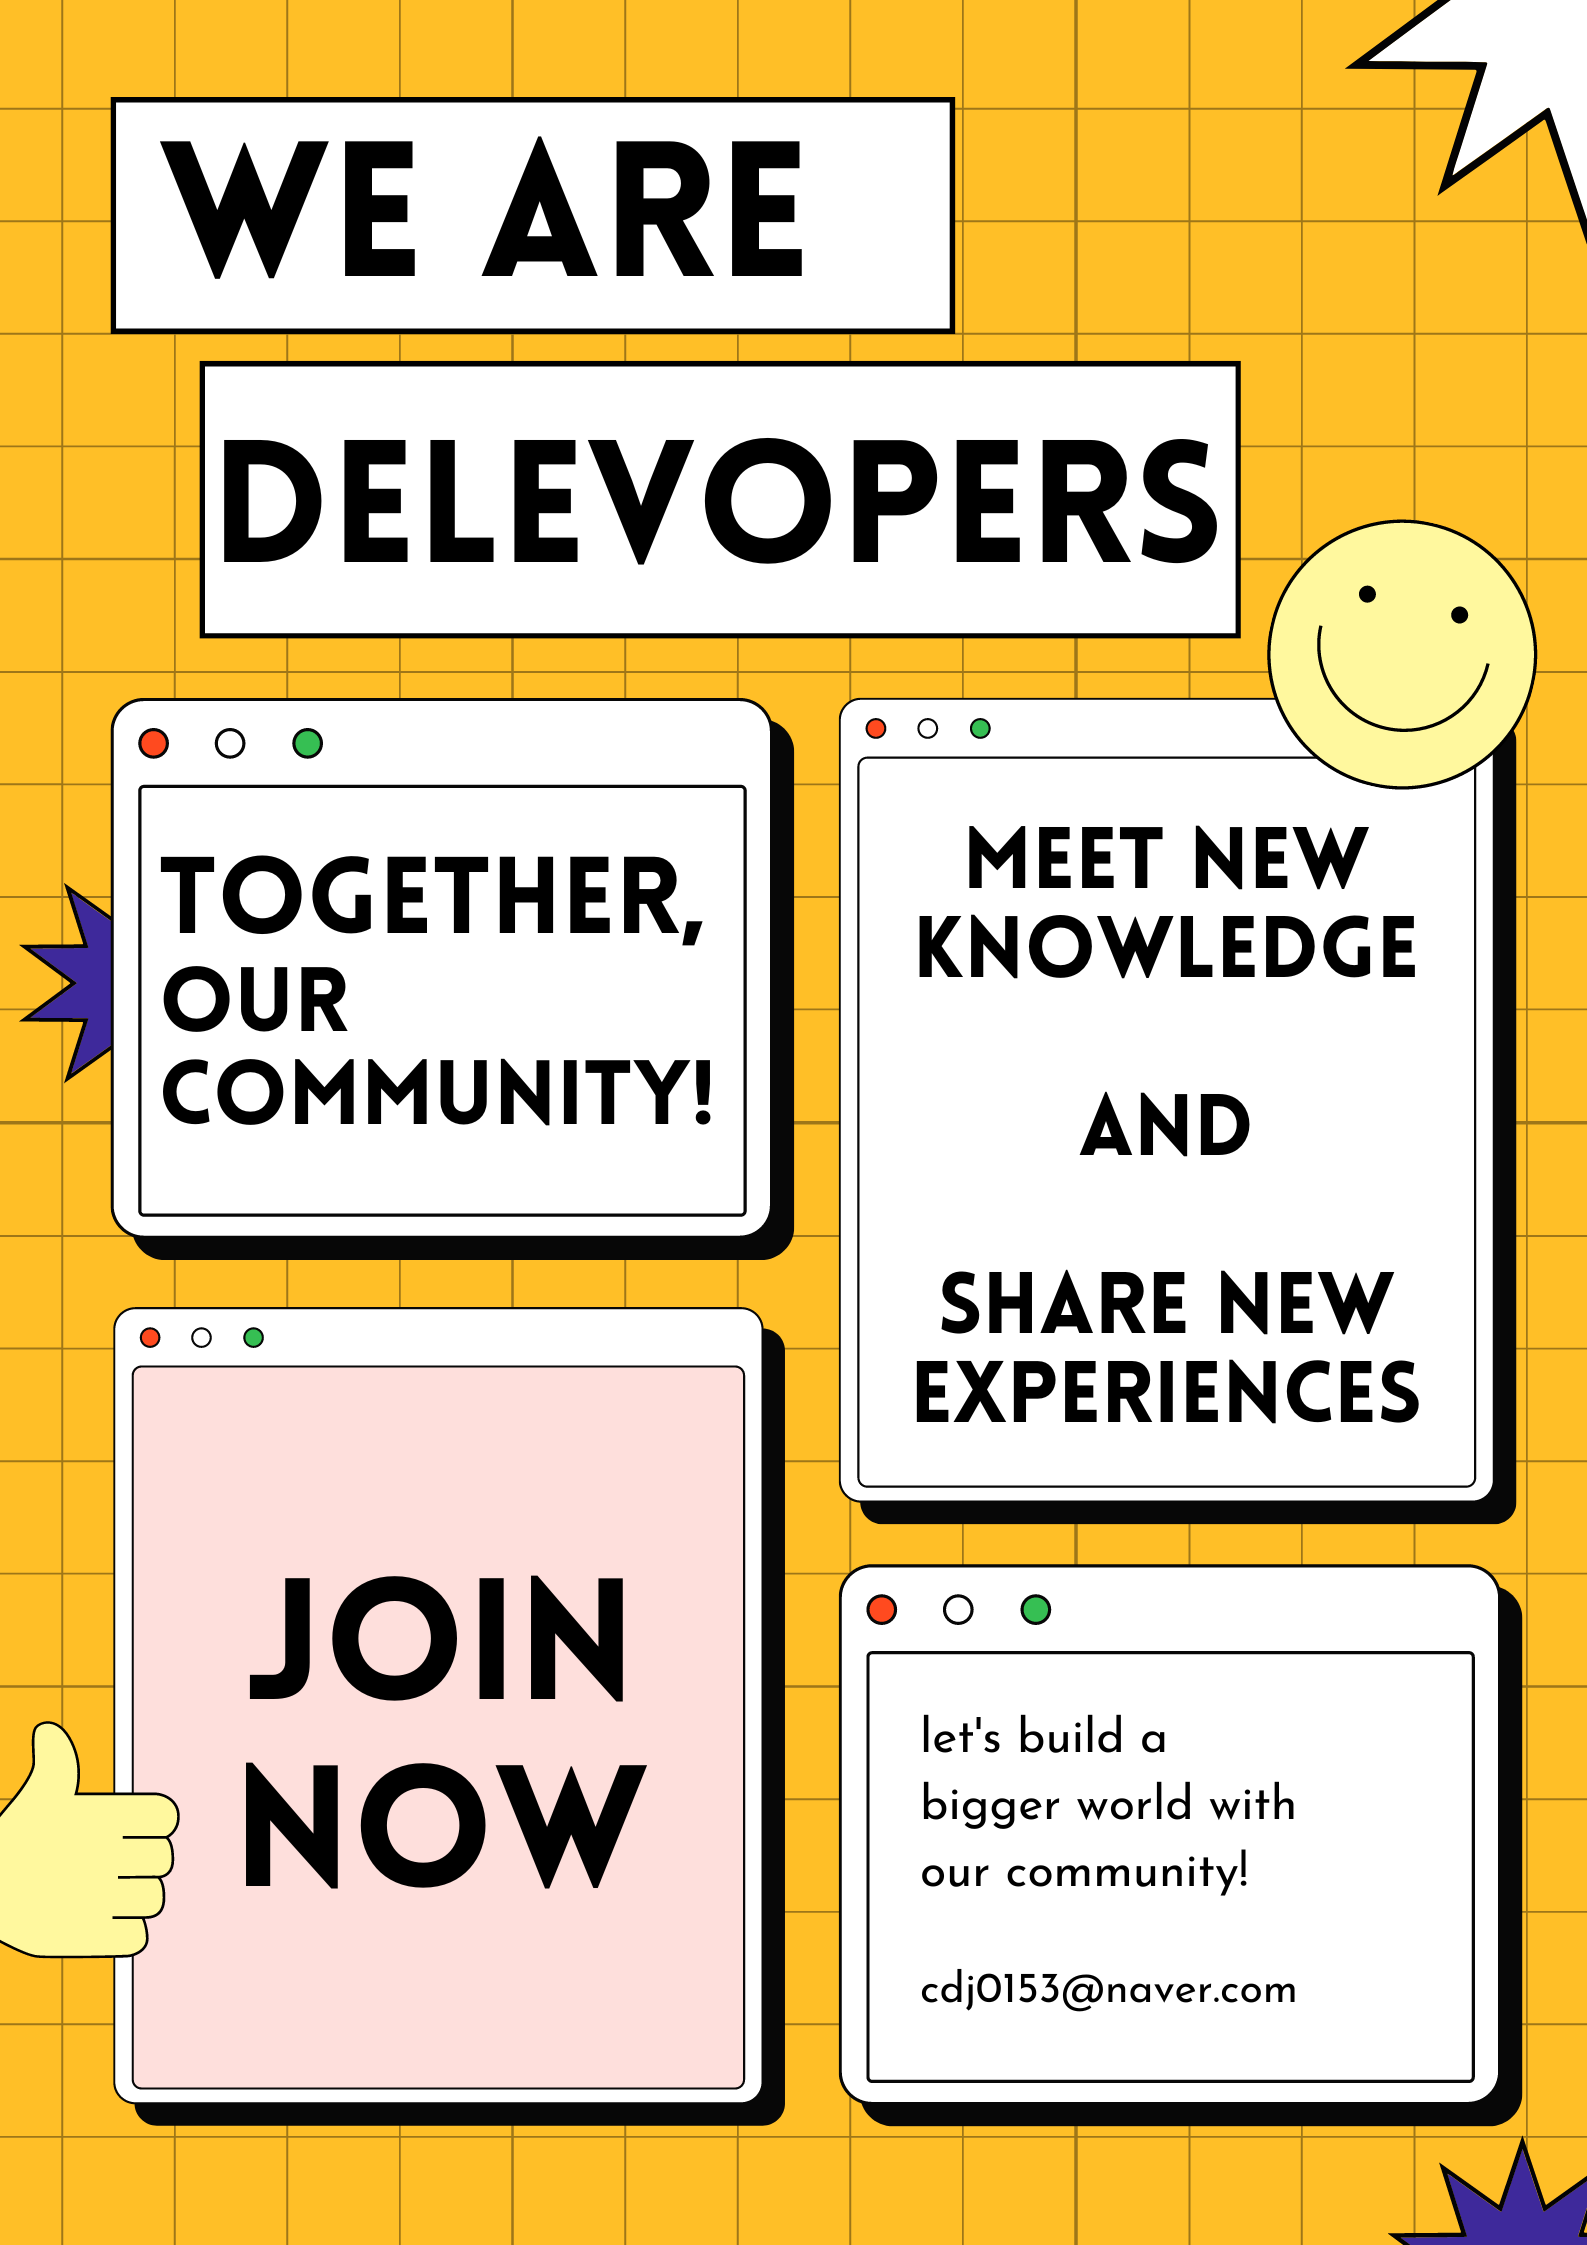 WE ARE
DELEVOPERS
TOGETHER,
OUR
COMMUNITY!
MEET NEW
KNOWLEDGE
AND
SHARE NEW
EXPERIENCES
JOIN
NOW
let's build a
bigger world with
our community!
cdj0153@naver.com